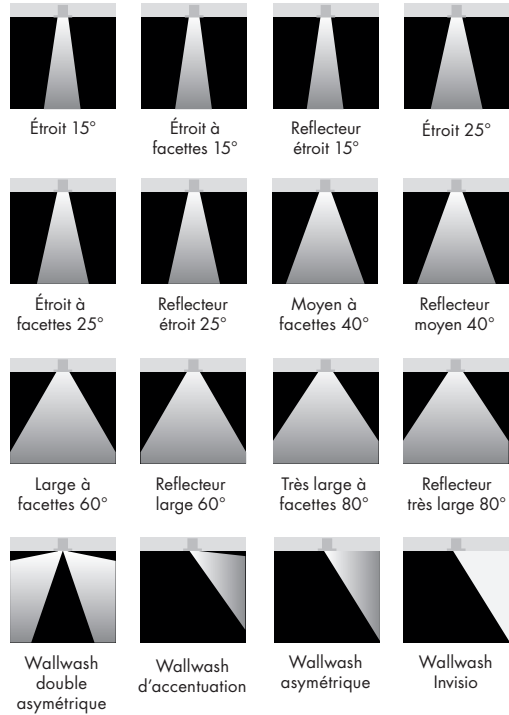 Étroit 15°
Étroit à
facettes 15°
Reflecteur
étroit 15°
Étroit 25°
Étroit à
facettes 25°
Reflecteur
étroit 25°
Moyen à
facettes 40°
Reflecteur
moyen 40°
Large à
facettes 60°
Reflecteur
large 60°
Très large à
facettes 80°
Reflecteur
très large 80°
Wallwash
double
asymétrique
Wallwash
d’accentuation
Wallwash
asymétrique
Wallwash
Invisio